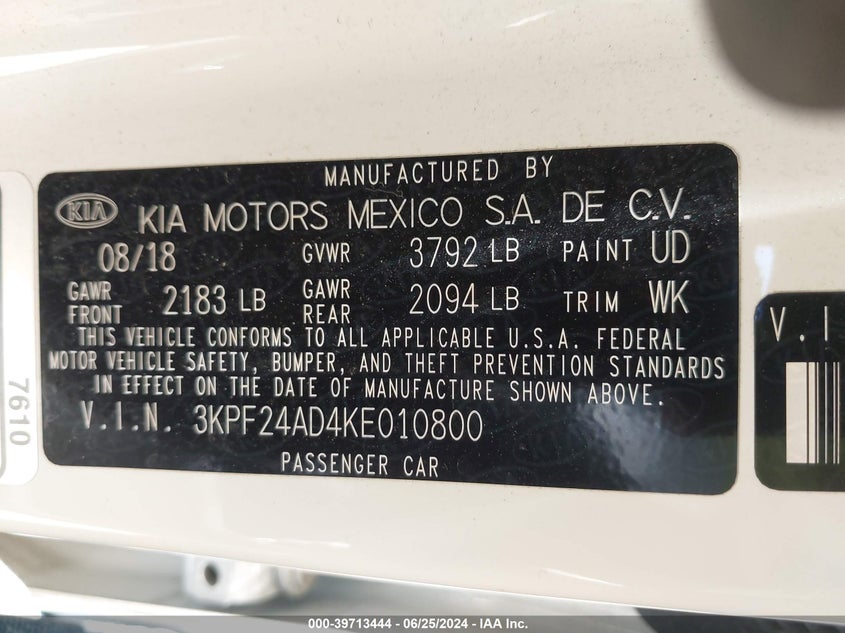 MANUFACTURED BY
KIA KIA MOTORS MEXICO S.A. DE C.V.
08/18 GVWR 3792 LB PAINT UD
GAWR FRONT 2183 LB GAWR REAR 2094 LB TRIM WK
THIS VEHICLE CONFORMS TO ALL APPLICABLE U.S.A. FEDERAL
MOTOR VEHICLE SAFETY, BUMPER, AND THEFT PREVENTION STANDARDS
IN EFFECT ON THE DATE OF MANUFACTURE SHOWN ABOVE.
V.I.N. 3KPF24AD4KE010800
PASSENGER CAR
7610
V.I
000-39713444 - 06/25/2024 - IAA Inc.